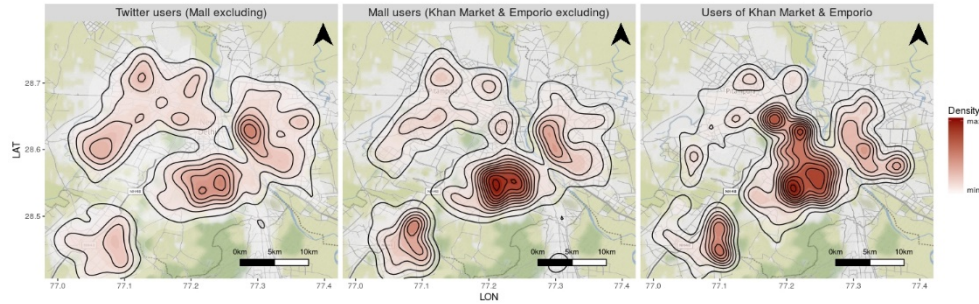 Twitter users (Mall excluding)
Mall users (Khan Market & Emporio excluding)
Users of Khan Market & Emporio
28.7
28.6
28.5
LAT
0km 5km 10km
0km 5km 10km
0km 5km 10km
77.0 77.1 77.2 77.3 77.4
77.0 77.1 77.2 77.3 77.4
77.0 77.1 77.2 77.3 77.4
LON
Density
max
min